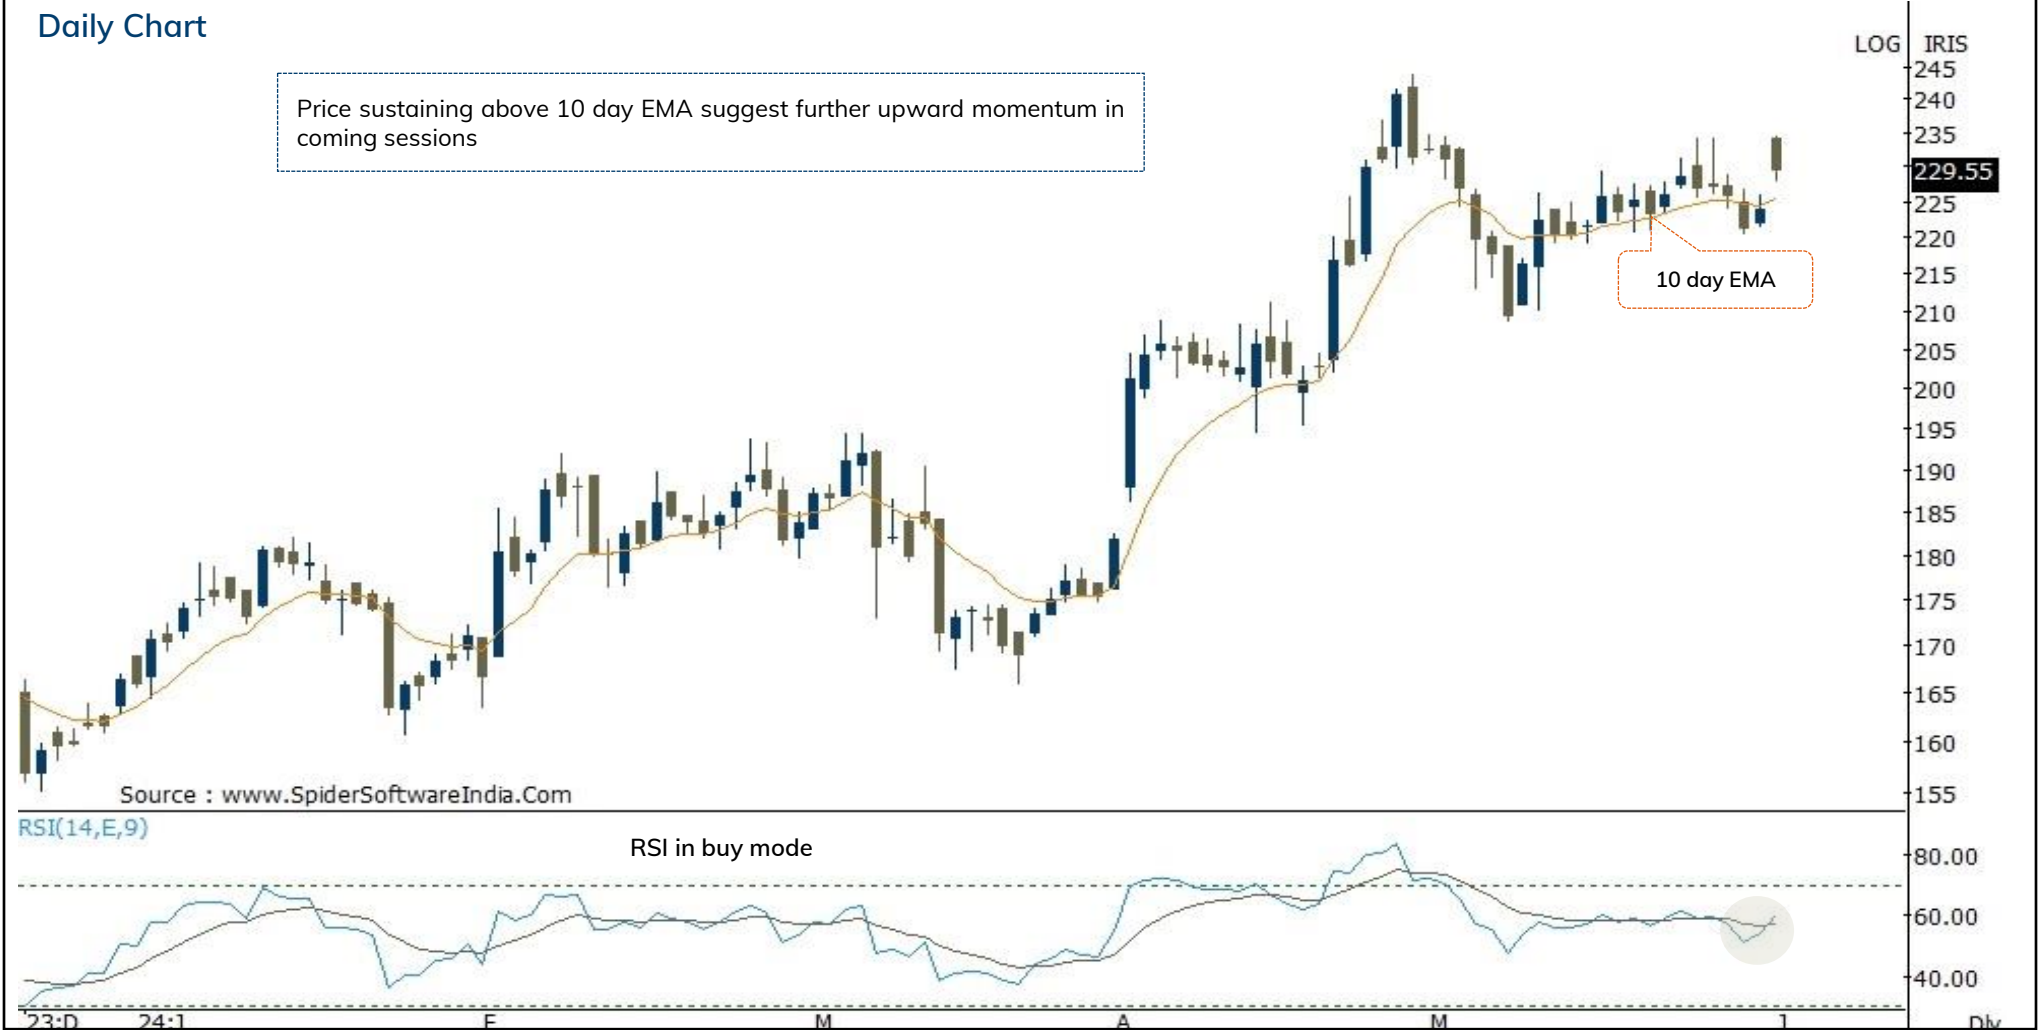 Daily Chart
LOG IRIS
Price sustaining above 10 day EMA suggest further upward momentum in
coming sessions
245
240
235
229.55
225
220
215
210
205
200
195
190
185
180
175
170
165
160
155
10 day EMA
Source : www.SpiderSoftwareIndia.Com
RSI(14,E,9)
RSI in buy mode
80.00
60.00
40.00
23:D 24:J F M A M J Dly